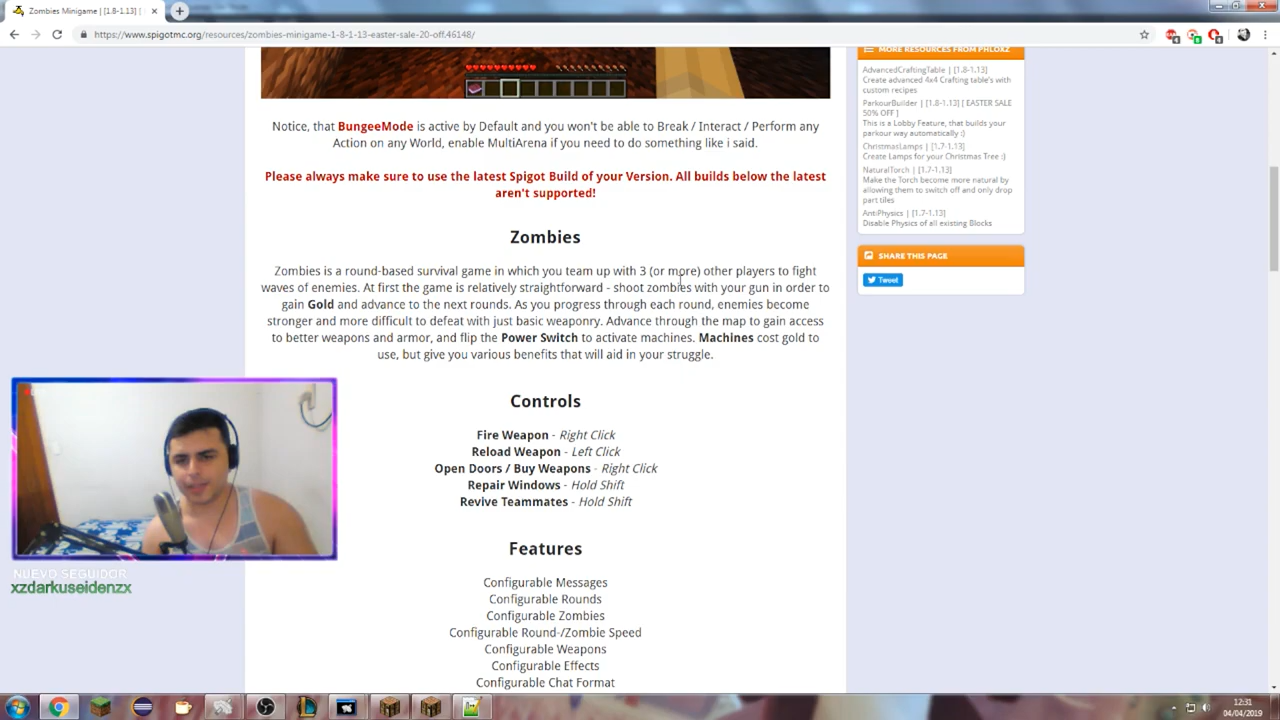 Zombies Minigame | [1.8-1.13] [
https://www.spigotmc.org/resources/zombies-minigame-1-8-1-13-easter-sale-20-off.46148/
Notice, that BungeeMode is active by Default and you won't be able to Break / Interact / Perform any
Action on any World, enable MultiArena if you need to do something like i said.
Please always make sure to use the latest Spigot Build of your Version. All builds below the latest
aren't supported!
Zombies
Zombies is a round-based survival game in which you team up with 3 (or more) other players to fight
waves of enemies. At first the game is relatively straightforward - shoot zombies with your gun in order to
gain Gold and advance to the next rounds. As you progress through each round, enemies become
stronger and more difficult to defeat with just basic weaponry. Advance through the map to gain access
to better weapons and armor, and flip the Power Switch to activate machines. Machines cost gold to
use, but give you various benefits that will aid in your struggle.
Controls
Fire Weapon - Right Click
Reload Weapon - Left Click
Open Doors / Buy Weapons - Right Click
Repair Windows - Hold Shift
Revive Teammates - Hold Shift
Features
Configurable Messages
Configurable Rounds
Configurable Zombies
Configurable Round-/Zombie Speed
Configurable Weapons
Configurable Effects
Configurable Chat Format
MORE RESOURCES FROM PHLOXZ
AdvancedCraftingTable | [1.8-1.13]
Create advanced 4x4 Crafting table's with
custom recipes
ParkourBuilder | [1.8-1.13] [ EASTER SALE
50% OFF ]
This is a Lobby Feature, that builds your
parkour way automatically :)
ChristmasLamps | [1.7-1.13]
Create Lamps for your Christmas Tree :)
NaturalTorch | [1.7-1.13]
Make the Torch become more natural by
allowing them to switch off and only drop
part tiles
AntiPhysics | [1.7-1.13]
Disable Physics of all existing Blocks
SHARE THIS PAGE
Tweet
NUEVO SEGUIDOR
xzdarkuseidenzx
12:31
04/04/2019